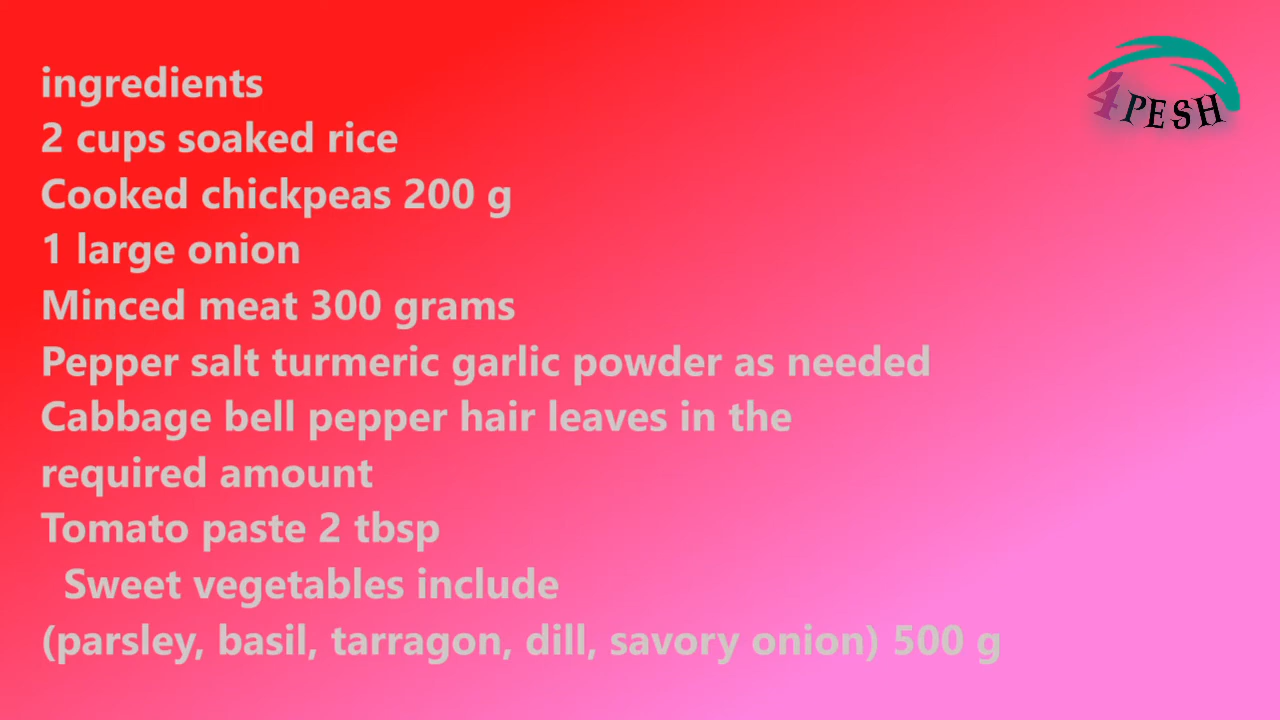 ingredients
2 cups soaked rice
Cooked chickpeas 200 g
1 large onion
Minced meat 300 grams
Pepper salt turmeric garlic powder as needed
Cabbage bell pepper hair leaves in the
required amount
Tomato paste 2 tbsp
Sweet vegetables include
(parsley, basil, tarragon, dill, savory onion) 500 g
4PESH